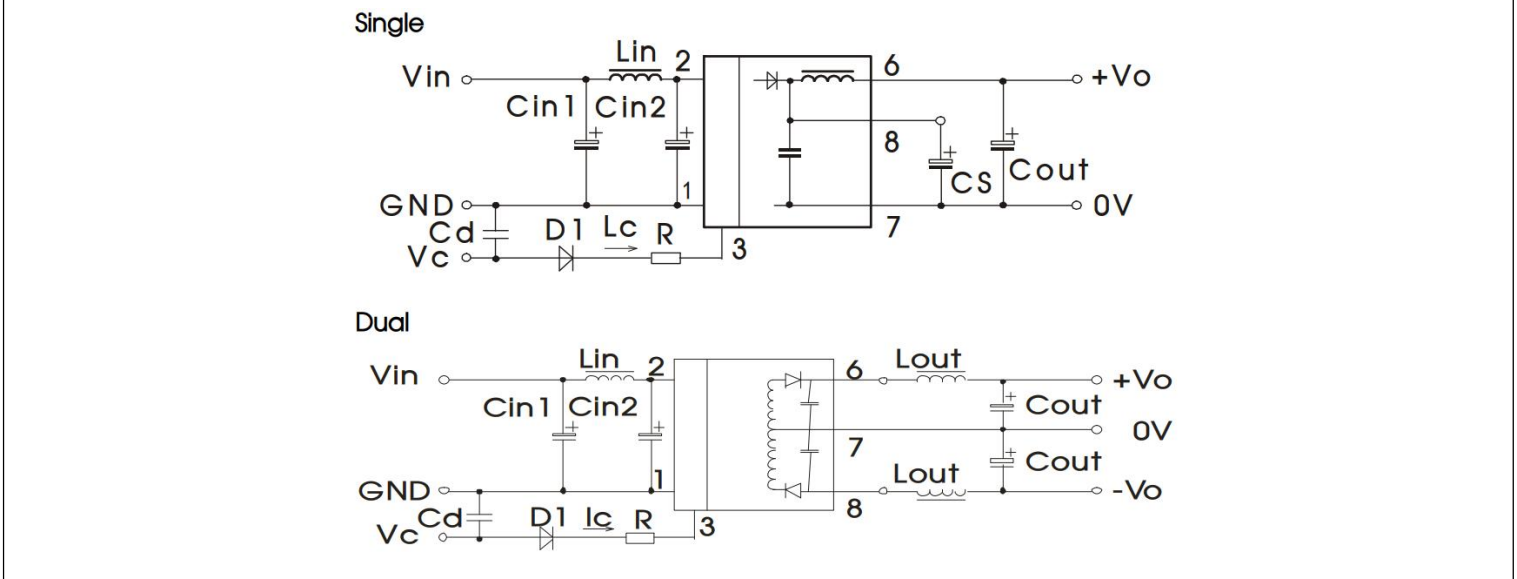 Single
Lin 2 6
Vin +Vo
Cin1 Cin2
8
CS Cout
1
GND 0V
7
Cd D1 Lc R 3
Vc
Dual
Lin 2 6 Lout
Vin +Vo
Cin1 Cin2 Cout
0V
7
Lout Cout
1
GND -Vo
8
Cd D1 Ic R 3
Vc